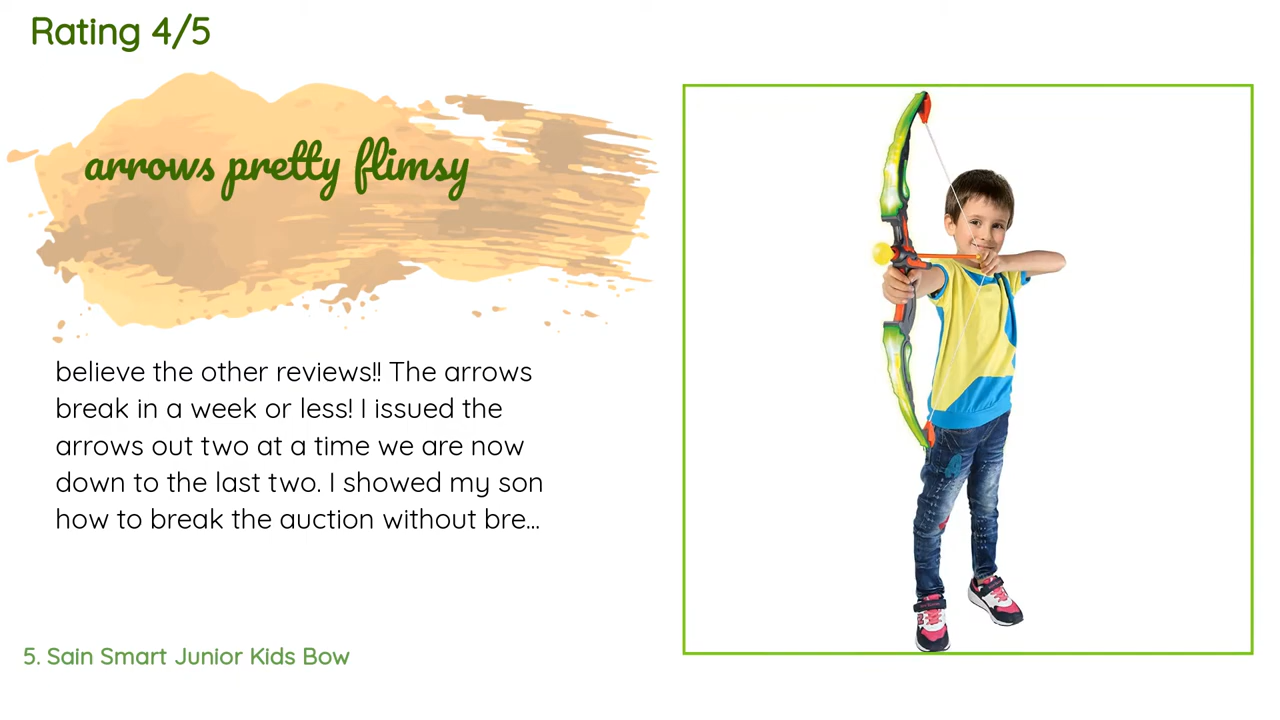 Rating 4/5
arrows pretty flimsy
believe the other reviews!! The arrows
break in a week or less! I issued the
arrows out two at a time we are now
down to the last two. I showed my son
how to break the auction without bre...
5. Sain Smart Junior Kids Bow